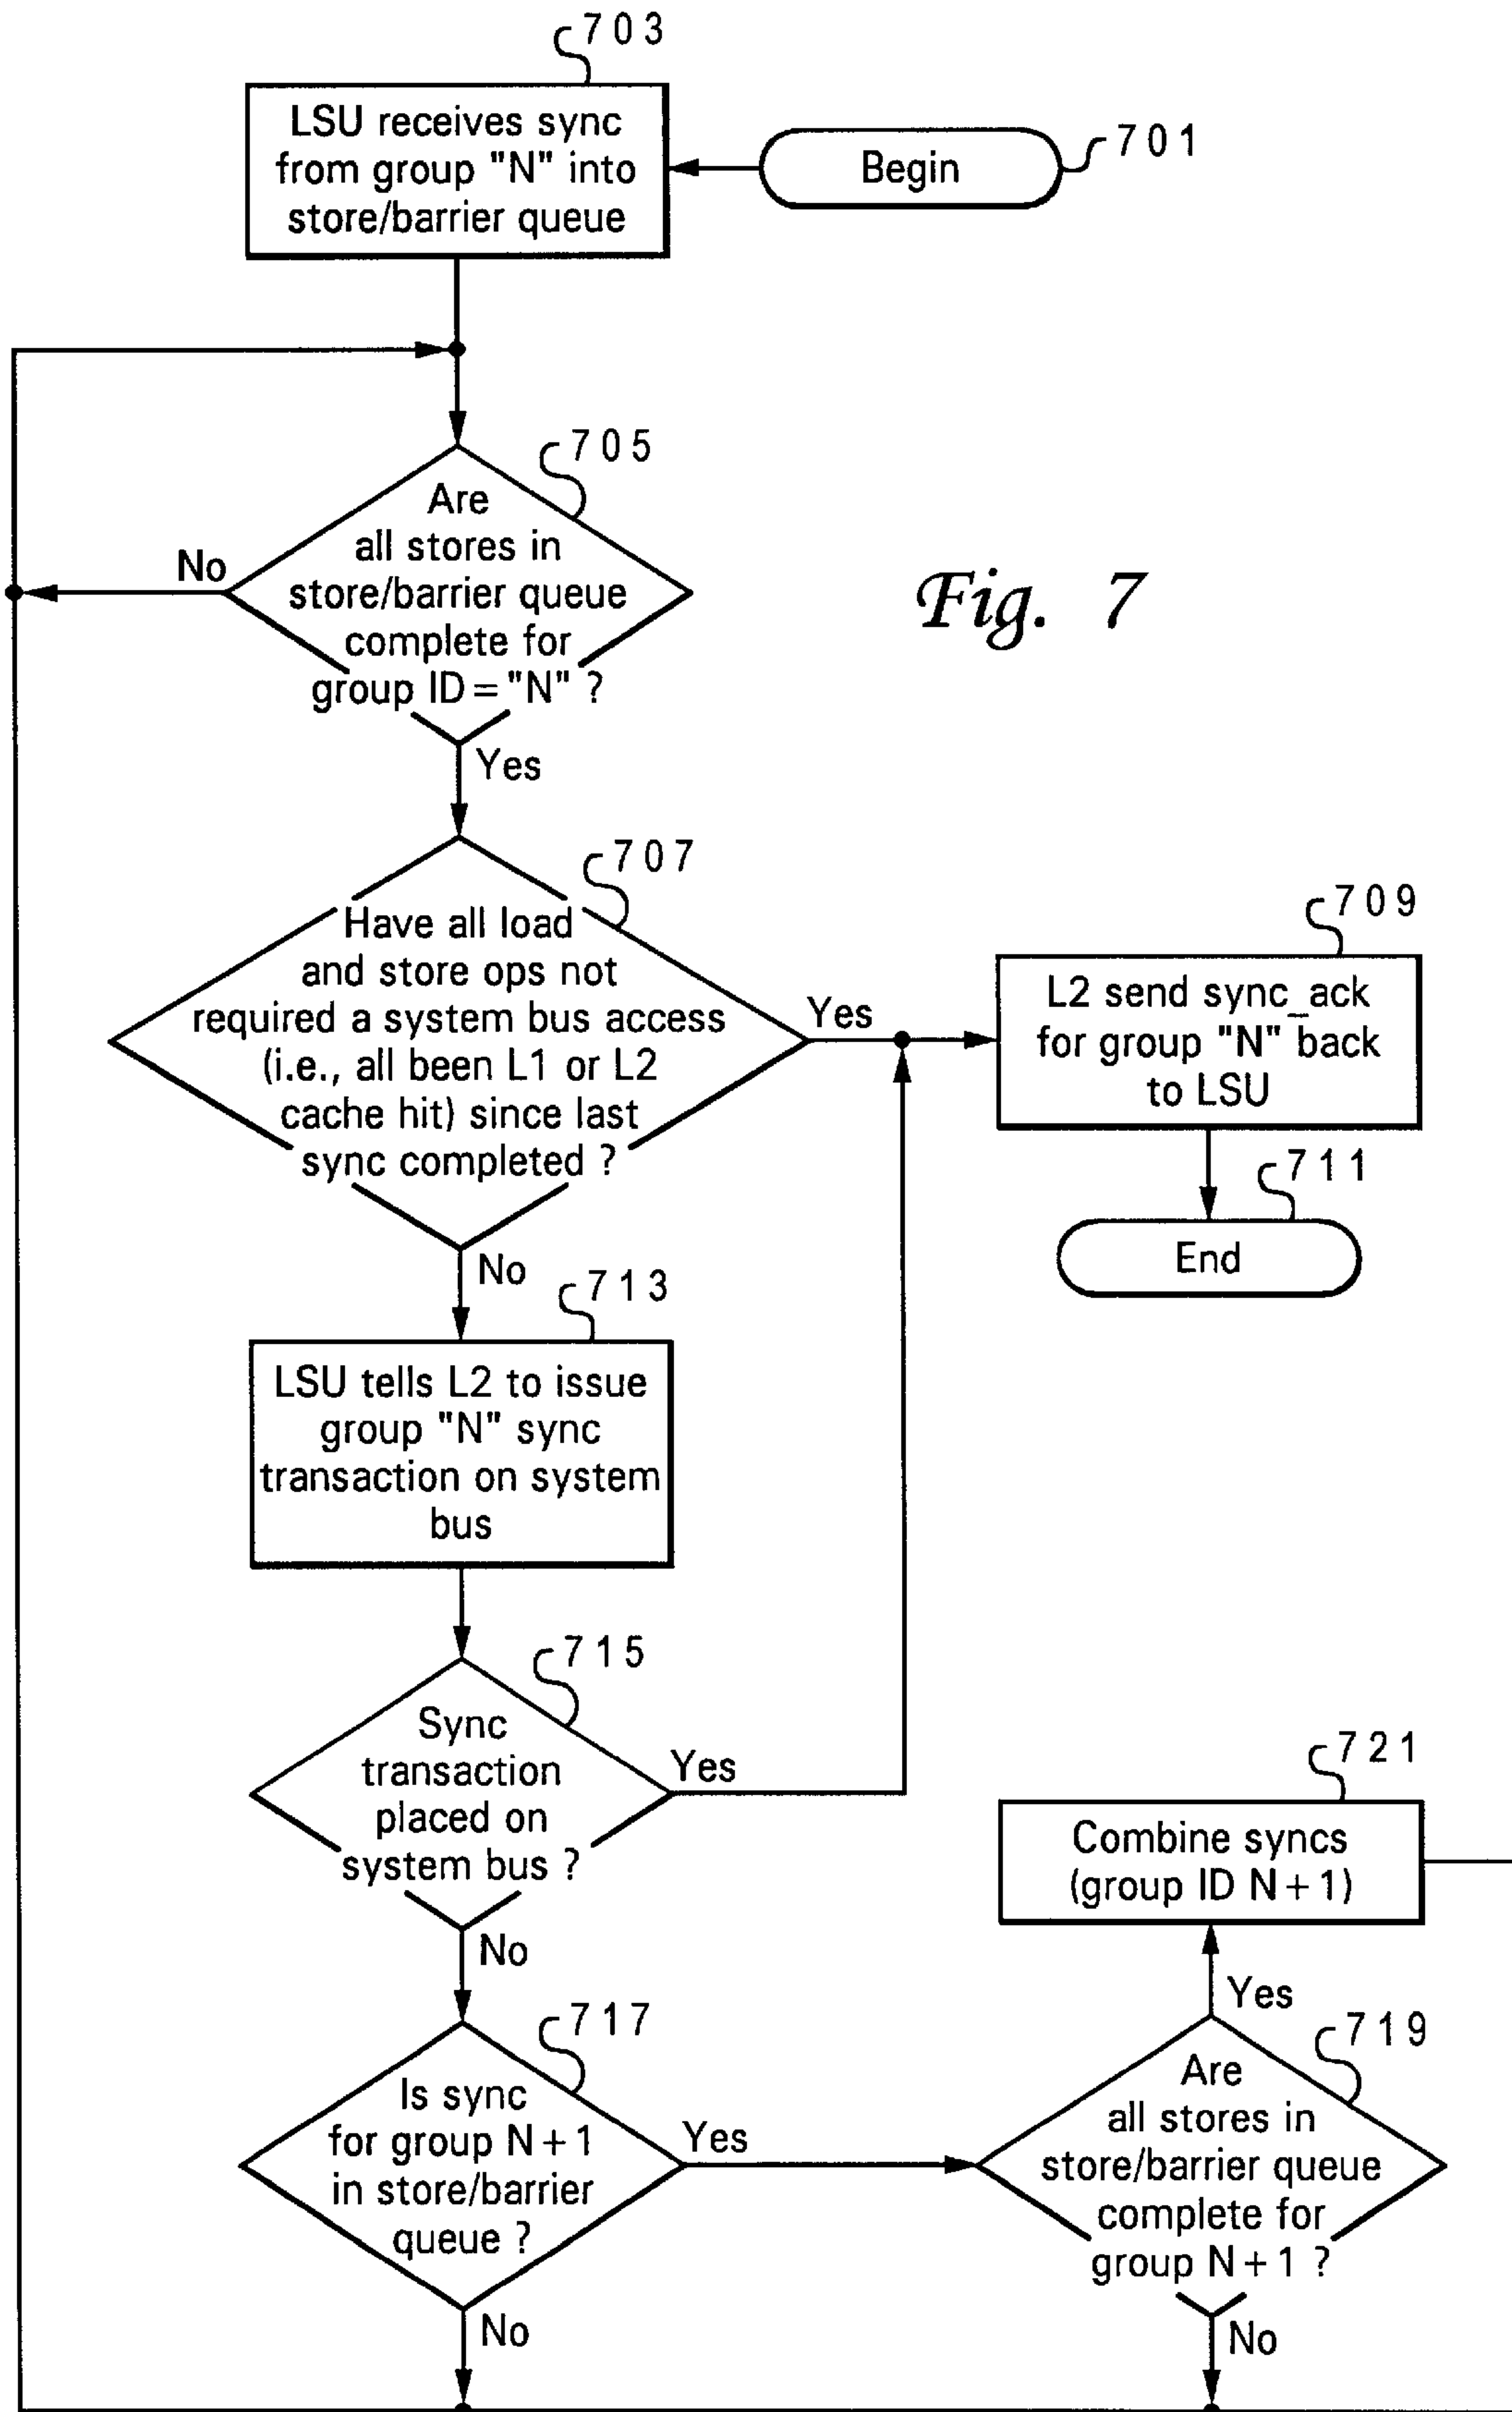 703
LSU receives sync
from group "N" into
store/barrier queue
Begin
701
705
Are
all stores in
store/barrier queue
complete for
group ID = "N" ?
No
Fig. 7
Yes
707
Have all load
and store ops not
required a system bus access
(i.e., all been L1 or L2
cache hit) since last
sync completed ?
Yes
709
L2 send sync_ack
for group "N" back
to LSU
711
End
No
713
LSU tells L2 to issue
group "N" sync
transaction on system
bus
715
Sync
transaction
placed on
system bus ?
Yes
No
721
Combine syncs
(group ID N+1)
Yes
717
Is sync
for group N+1
in store/barrier
queue ?
Yes
719
Are
all stores in
store/barrier queue
complete for
group N+1 ?
No
No